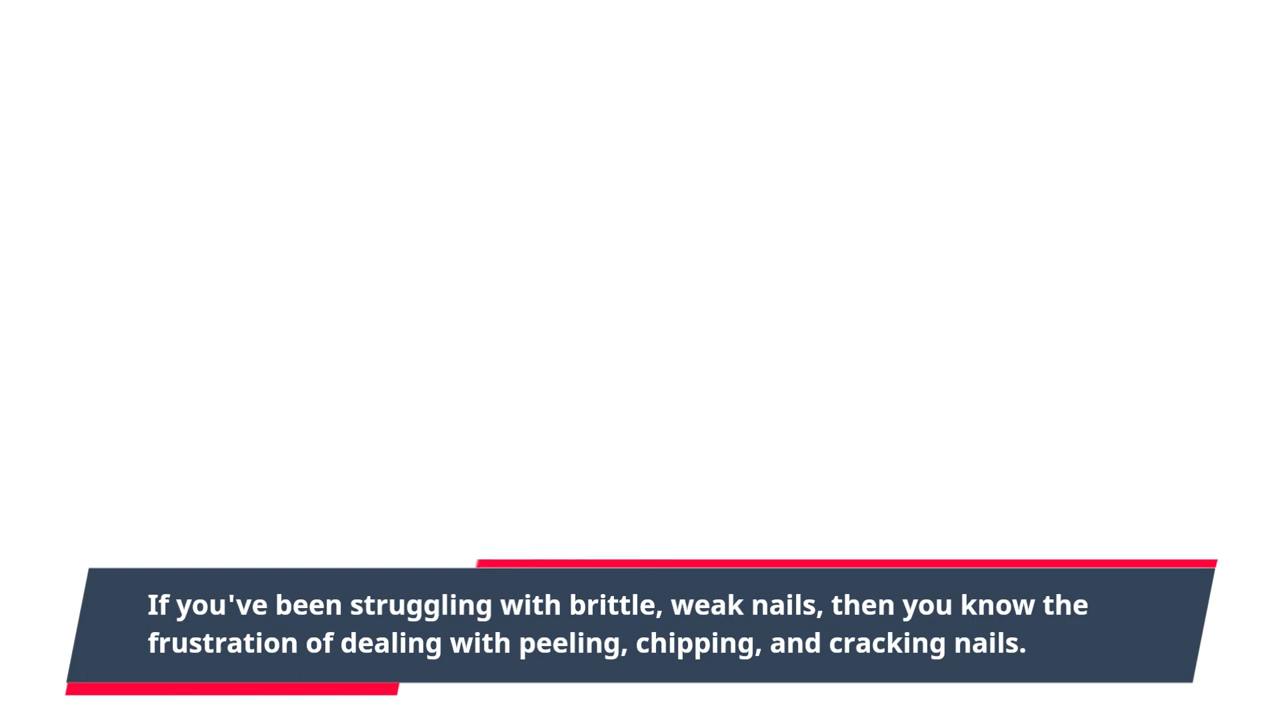 If you've been struggling with brittle, weak nails, then you know the
frustration of dealing with peeling, chipping, and cracking nails.